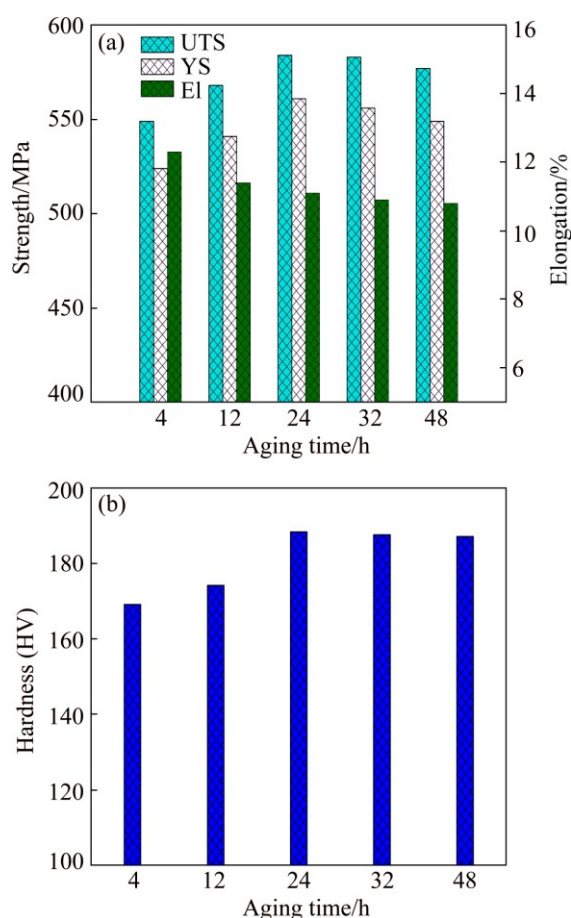 (a)
UTS
YS
El
600
550
500
450
400
Strength/MPa
16
14
12
10
8
6
Elongation/%
4 12 24 32 48
Aging time/h
(b)
200
180
160
140
120
100
Hardness (HV)
4 12 24 32 48
Aging time/h